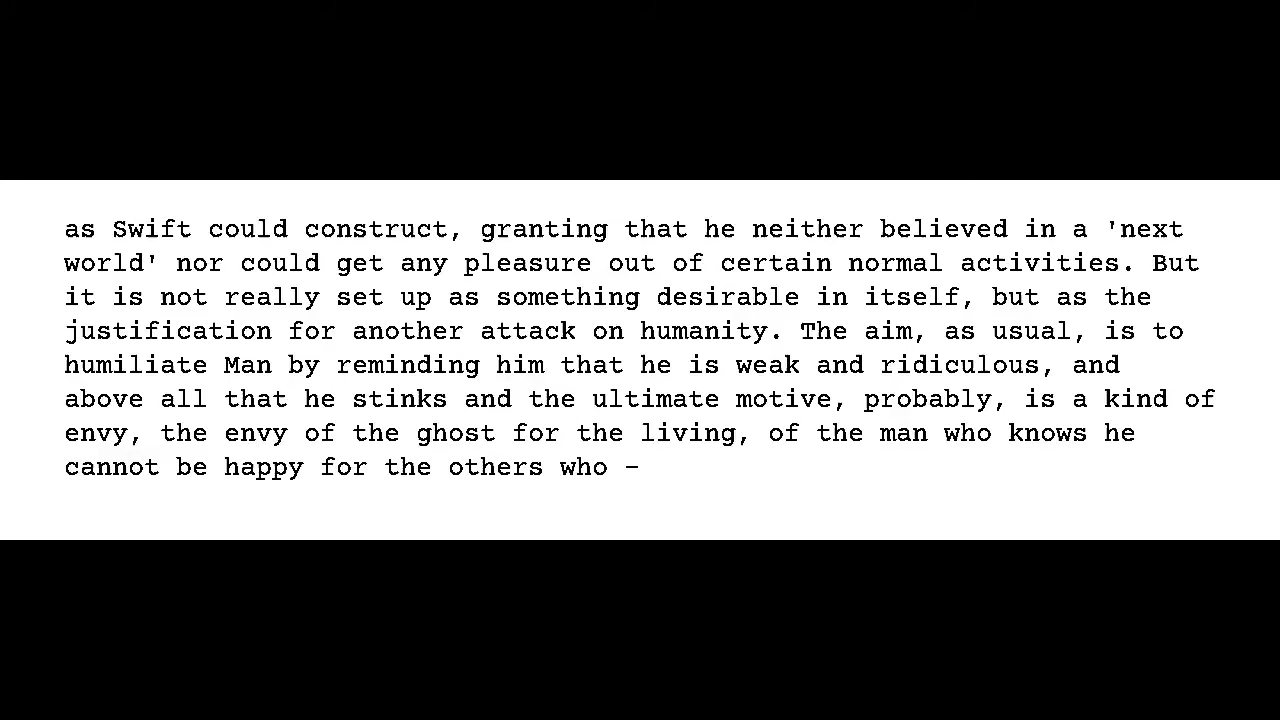 as Swift could construct, granting that he neither believed in a 'next
world' nor could get any pleasure out of certain normal activities. But
it is not really set up as something desirable in itself, but as the
justification for another attack on humanity. The aim, as usual, is to
humiliate Man by reminding him that he is weak and ridiculous, and
above all that he stinks and the ultimate motive, probably, is a kind of
envy, the envy of the ghost for the living, of the man who knows he
cannot be happy for the others who –